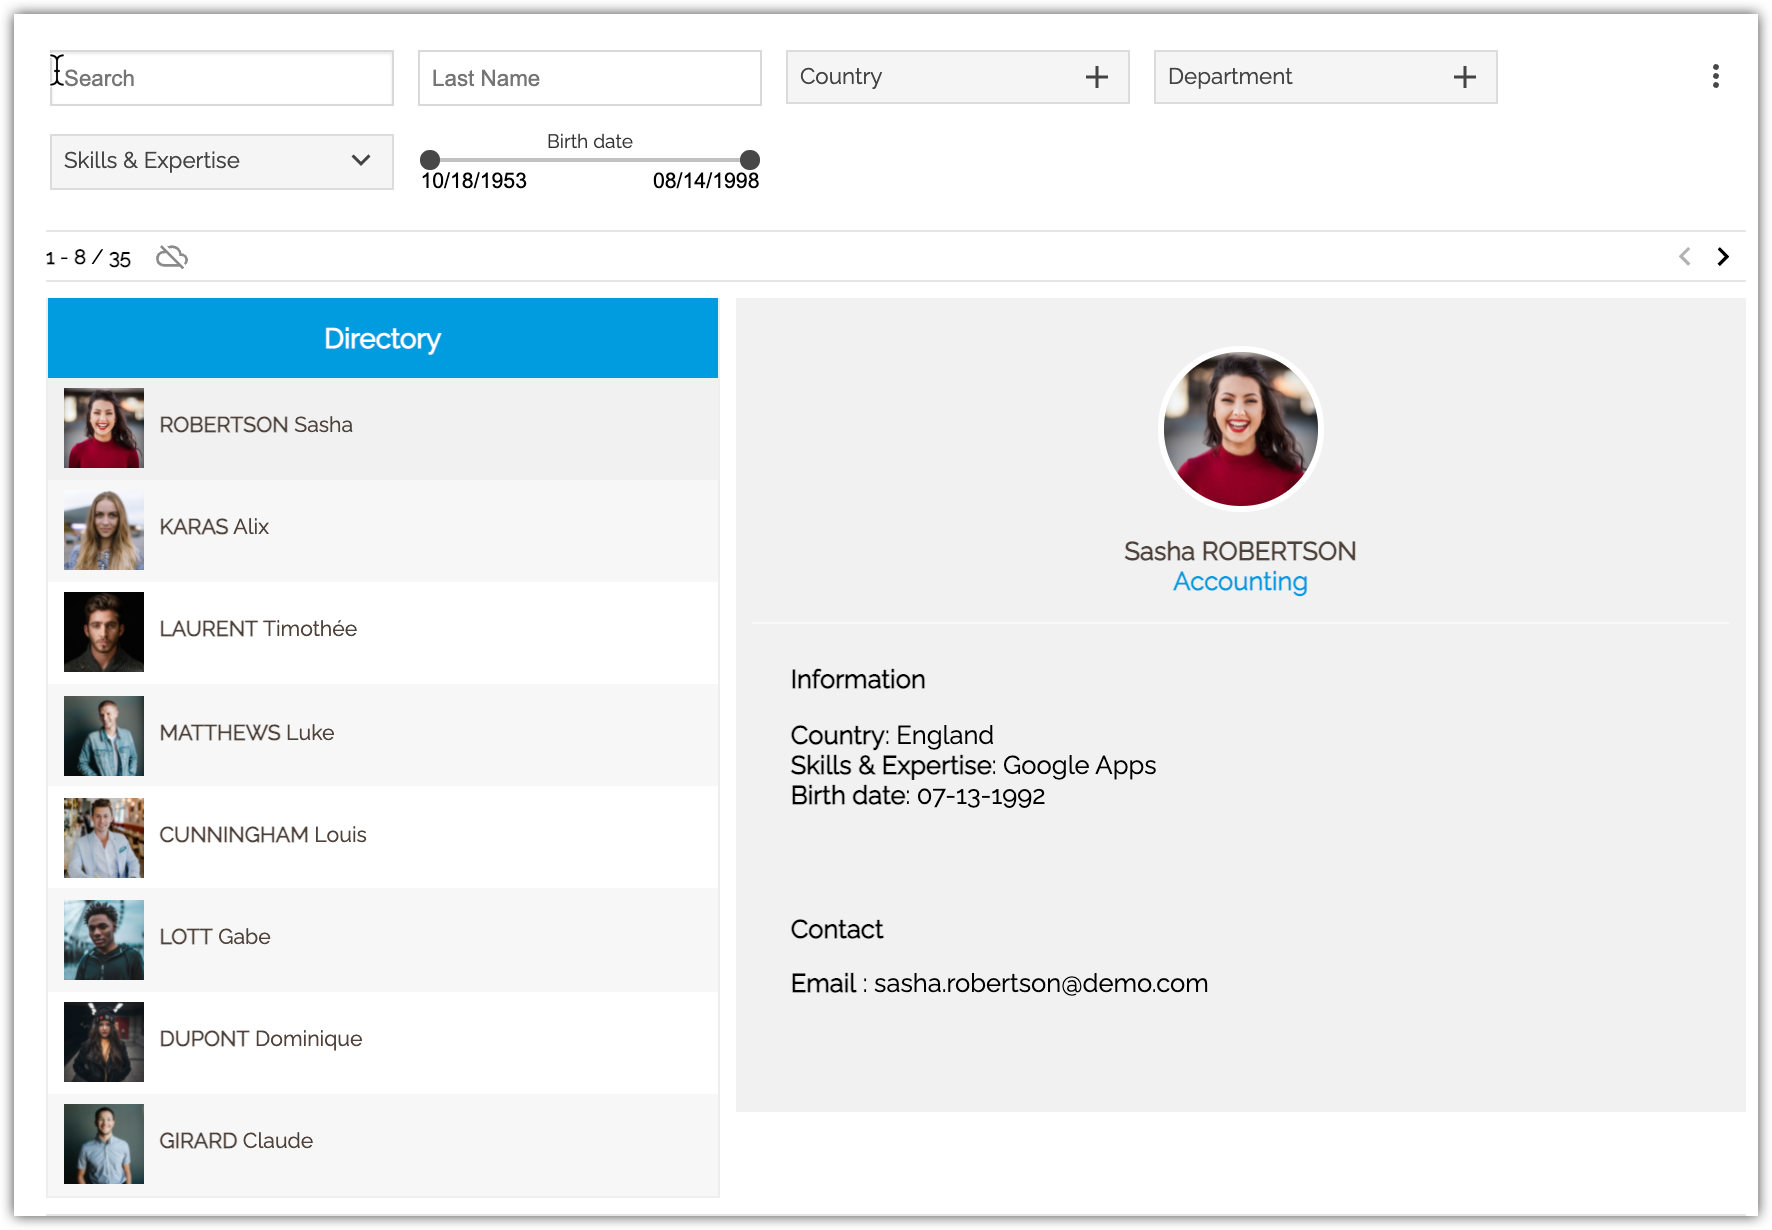 Search
Last Name
Country
Department
Skills & Expertise
Birth date
10/18/1953
08/14/1998
1 - 8 / 35
Directory
ROBERTSON Sasha
KARAS Alix
LAURENT Timothée
MATTHEWS Luke
CUNNINGHAM Louis
LOTT Gabe
DUPONT Dominique
GIRARD Claude
Sasha ROBERTSON
Accounting
Information
Country: England
Skills & Expertise: Google Apps
Birth date: 07-13-1992
Contact
Email : sasha.robertson@demo.com